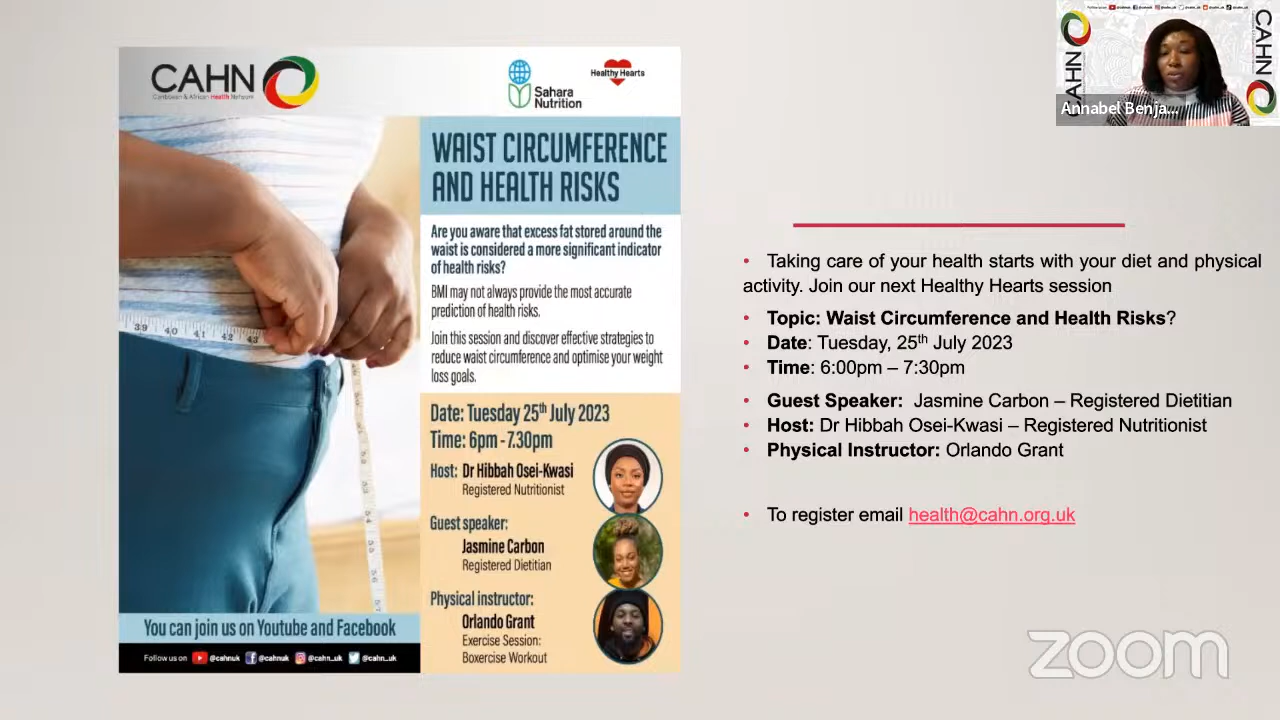 CAHN
Caribbean & African Health Network
Sahara
Nutrition
Healthy Hearts
WAIST CIRCUMFERENCE
AND HEALTH RISKS
Are you aware that excess fat stored around the
waist is considered a more significant indicator
of health risks?
BMI may not always provide the most accurate
prediction of health risks.
Join this session and discover effective strategies to
reduce waist circumference and optimise your weight
loss goals.
39 40 41 42 43
Date: Tuesday 25th July 2023
Time: 6pm - 7.30pm
Host: Dr Hibbah Osei-Kwasi
Registered Nutritionist
Guest speaker:
Jasmine Carbon
Registered Dietitian
Physical instructor:
Orlando Grant
Exercise Session:
Boxercise Workout
You can join us on Youtube and Facebook
Follow us on @cahnuk @cahnuk @cahn_uk @cahn_uk
• Taking care of your health starts with your diet and physical
activity. Join our next Healthy Hearts session
• Topic: Waist Circumference and Health Risks?
• Date: Tuesday, 25th July 2023
• Time: 6:00pm – 7:30pm
• Guest Speaker: Jasmine Carbon – Registered Dietitian
• Host: Dr Hibbah Osei-Kwasi – Registered Nutritionist
• Physical Instructor: Orlando Grant
• To register email health@cahn.org.uk
CAHN
CAHN
Annabel Benja...
zoom